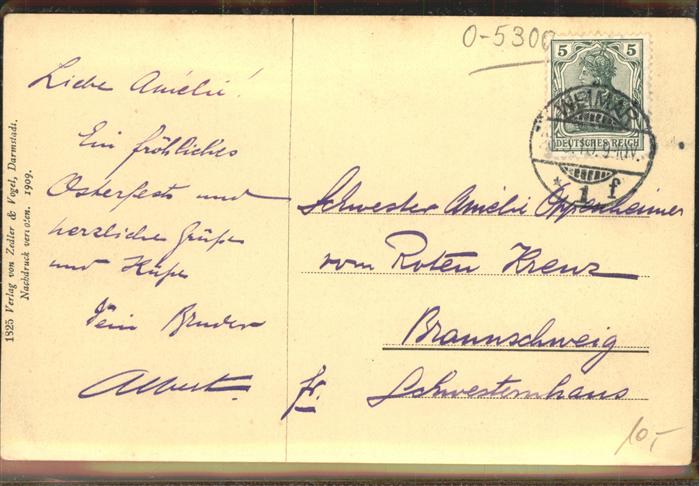 O-5300
5 5
WEIMAR
DEUTSCHES REICH
* 1 f
Liebe Amélie!
Ein fröhliches
Osterfest und
herzliche Grüße
und Küße
Dein Bruder
Albert.
Schwester Amélie Oppenheimer
vom Roten Kreuz
Braunschweig
fr. Schwesternhaus
10,-
1825 Verlag von Zedler & Vogel, Darmstadt.
Nachdruck verboten. 1909.